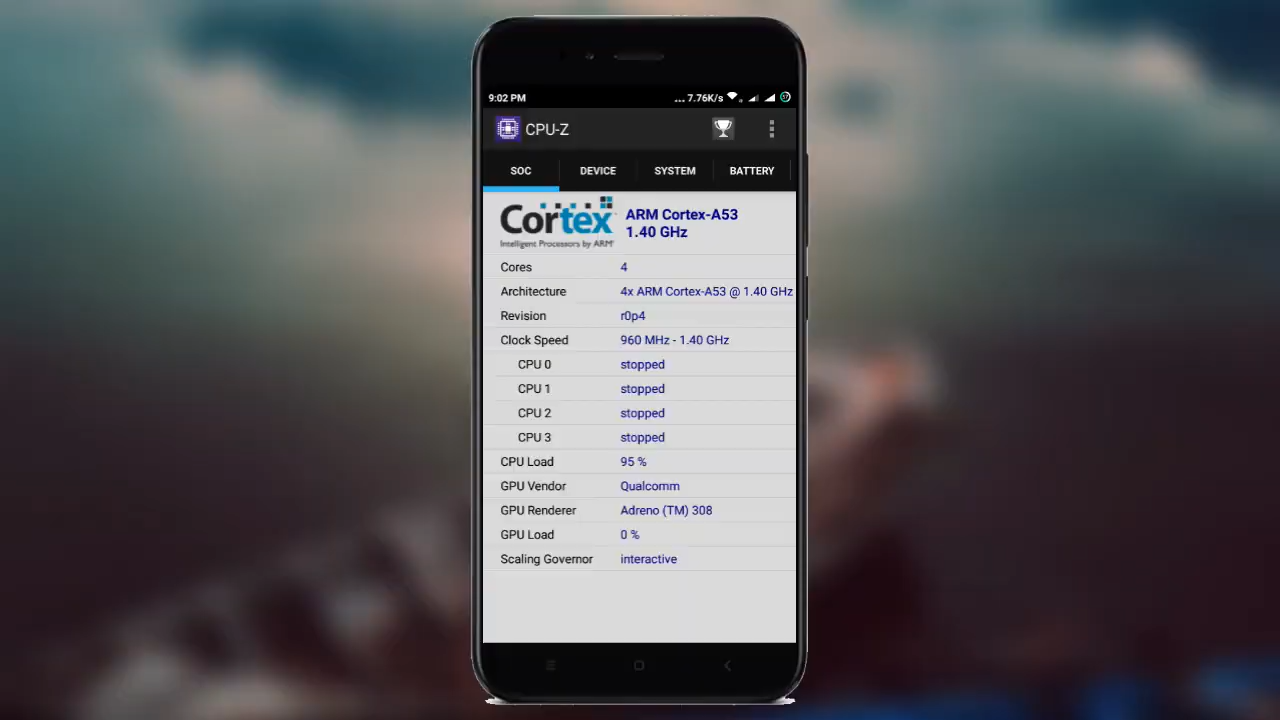 9:02 PM
... 7.76K/s
57
CPU-Z
SOC DEVICE SYSTEM BATTERY
Cortex
Intelligent Processors by ARM®
ARM Cortex-A53
1.40 GHz
Cores 4
Architecture 4x ARM Cortex-A53 @ 1.40 GHz
Revision r0p4
Clock Speed 960 MHz - 1.40 GHz
CPU 0 stopped
CPU 1 stopped
CPU 2 stopped
CPU 3 stopped
CPU Load 95 %
GPU Vendor Qualcomm
GPU Renderer Adreno (TM) 308
GPU Load 0 %
Scaling Governor interactive